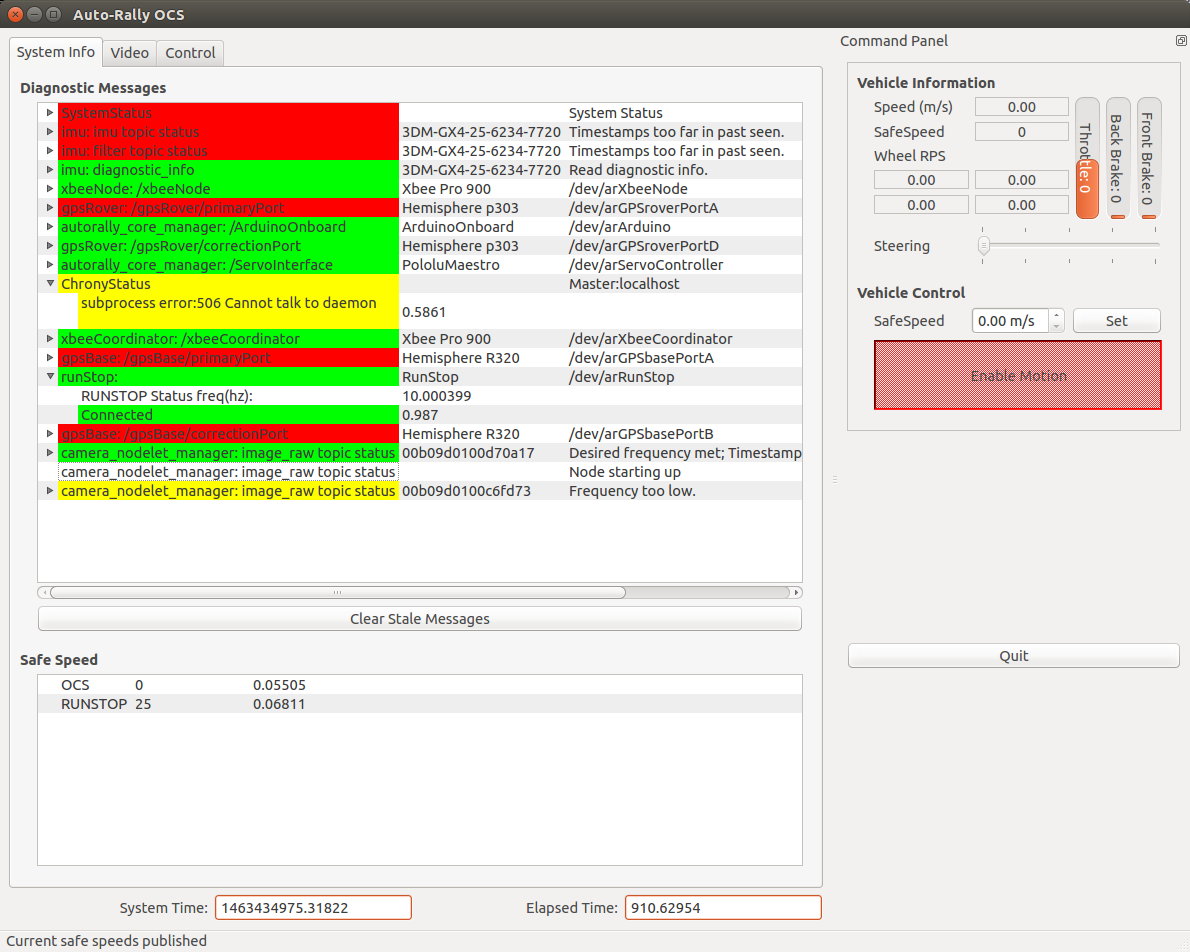 Auto-Rally OCS
System Info Video Control
Diagnostic Messages
SystemStatus System Status
imu: imu topic status 3DM-GX4-25-6234-7720 Timestamps too far in past seen.
imu: filter topic status 3DM-GX4-25-6234-7720 Timestamps too far in past seen.
imu: diagnostic_info 3DM-GX4-25-6234-7720 Read diagnostic info.
xbeeNode: /xbeeNode Xbee Pro 900 /dev/arXbeeNode
gpsRover: /gpsRover/primaryPort Hemisphere p303 /dev/arGPSroverPortA
autorally_core_manager: /ArduinoOnboard ArduinoOnboard /dev/arArduino
gpsRover: /gpsRover/correctionPort Hemisphere p303 /dev/arGPSroverPortD
autorally_core_manager: /ServoInterface PololuMaestro /dev/arServoController
ChronyStatus Master:localhost
subprocess error:506 Cannot talk to daemon 0.5861
xbeeCoordinator: /xbeeCoordinator Xbee Pro 900 /dev/arXbeeCoordinator
gpsBase: /gpsBase/primaryPort Hemisphere R320 /dev/arGPSbasePortA
runStop: RunStop /dev/arRunStop
RUNSTOP Status freq(hz): 10.000399
Connected 0.987
gpsBase: /gpsBase/correctionPort Hemisphere R320 /dev/arGPSbasePortB
camera_nodelet_manager: image_raw topic status 00b09d0100d70a17 Desired frequency met; Timestamp
camera_nodelet_manager: image_raw topic status Node starting up
camera_nodelet_manager: image_raw topic status 00b09d0100c6fd73 Frequency too low.
Clear Stale Messages
Safe Speed
OCS 0 0.05505
RUNSTOP 25 0.06811
System Time: 1463434975.31822 Elapsed Time: 910.62954
Current safe speeds published
Command Panel
Vehicle Information
Speed (m/s) 0.00
SafeSpeed 0
Wheel RPS
0.00 0.00
0.00 0.00
Throttle: 0
Back Brake: 0
Front Brake: 0
Steering
Vehicle Control
SafeSpeed 0.00 m/s Set
Enable Motion
Quit